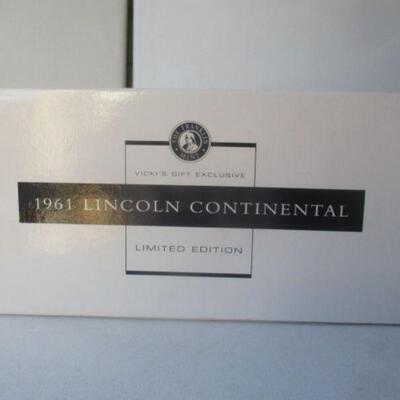 THE FRANKLIN MINT
VICKI'S GIFT EXCLUSIVE
1961 LINCOLN CONTINENTAL
LIMITED EDITION